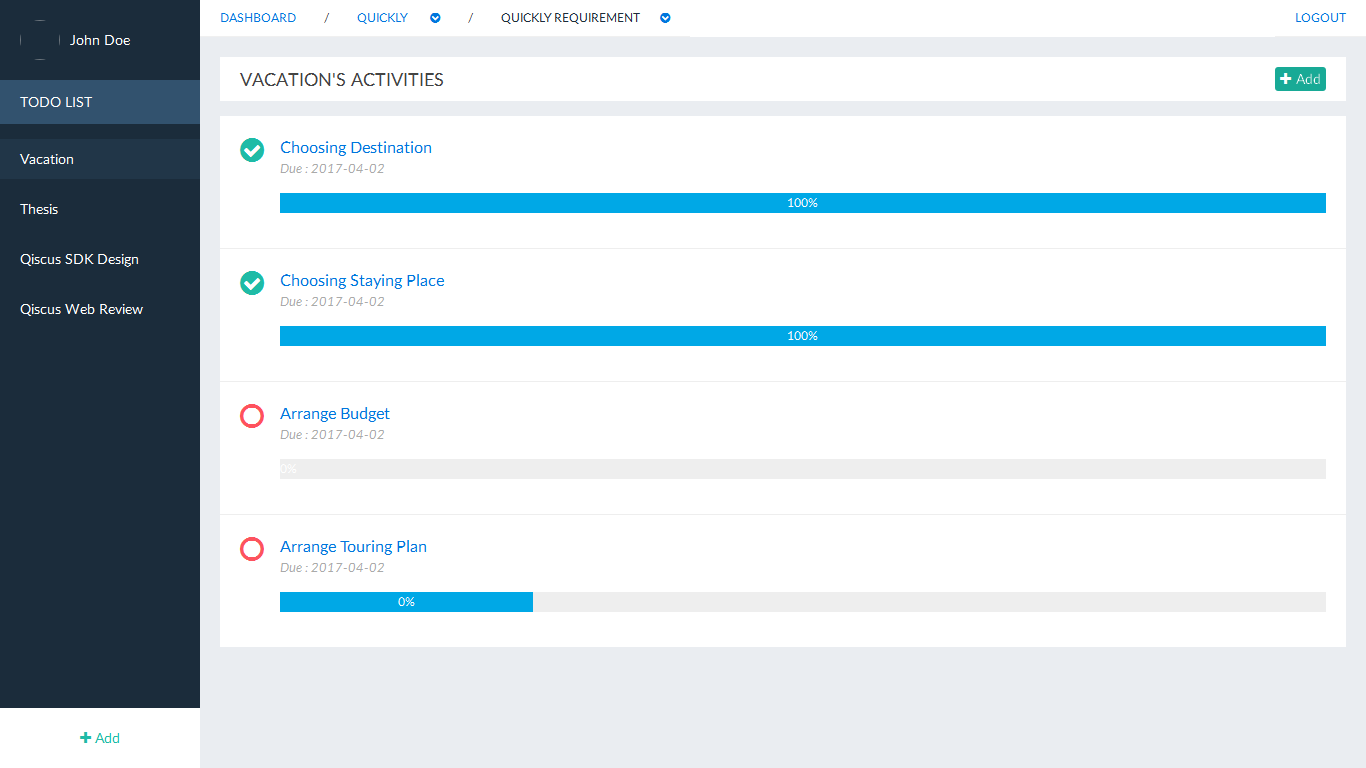 John Doe
TODO LIST
Vacation
Thesis
Qiscus SDK Design
Qiscus Web Review
Add
DASHBOARD / QUICKLY / QUICKLY REQUIREMENT LOGOUT
VACATION'S ACTIVITIES
Add
Choosing Destination
Due : 2017-04-02
100%
Choosing Staying Place
Due : 2017-04-02
100%
Arrange Budget
Due : 2017-04-02
0%
Arrange Touring Plan
Due : 2017-04-02
0%